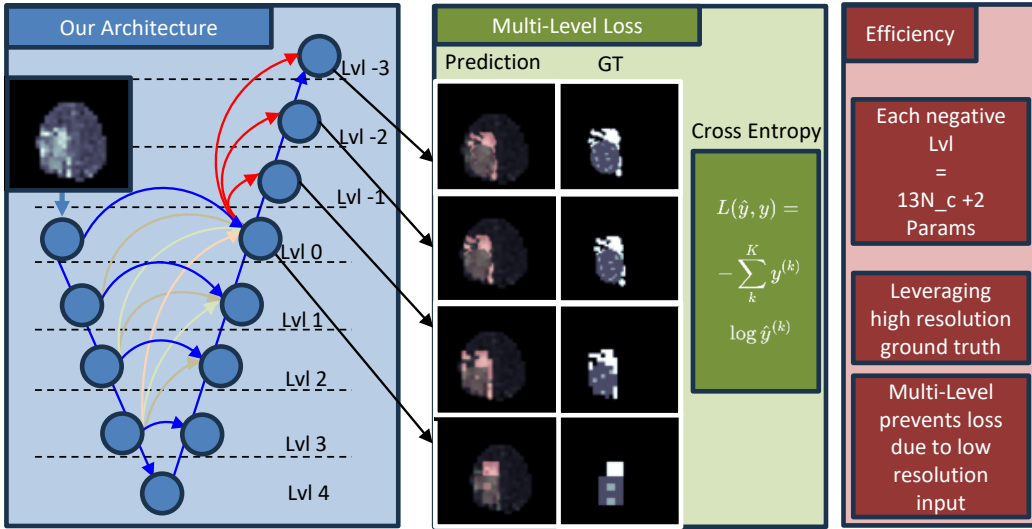 Our Architecture
Lvl -3
Lvl -2
Lvl -1
Lvl 0
Lvl 1
Lvl 2
Lvl 3
Lvl 4
Multi-Level Loss
Prediction
GT
Cross Entropy
L(ŷ, y) =
− ∑_k^K y^(k)
log ŷ^(k)
Efficiency
Each negative
Lvl
=
13N_c +2
Params
Leveraging
high resolution
ground truth
Multi-Level
prevents loss
due to low
resolution
input